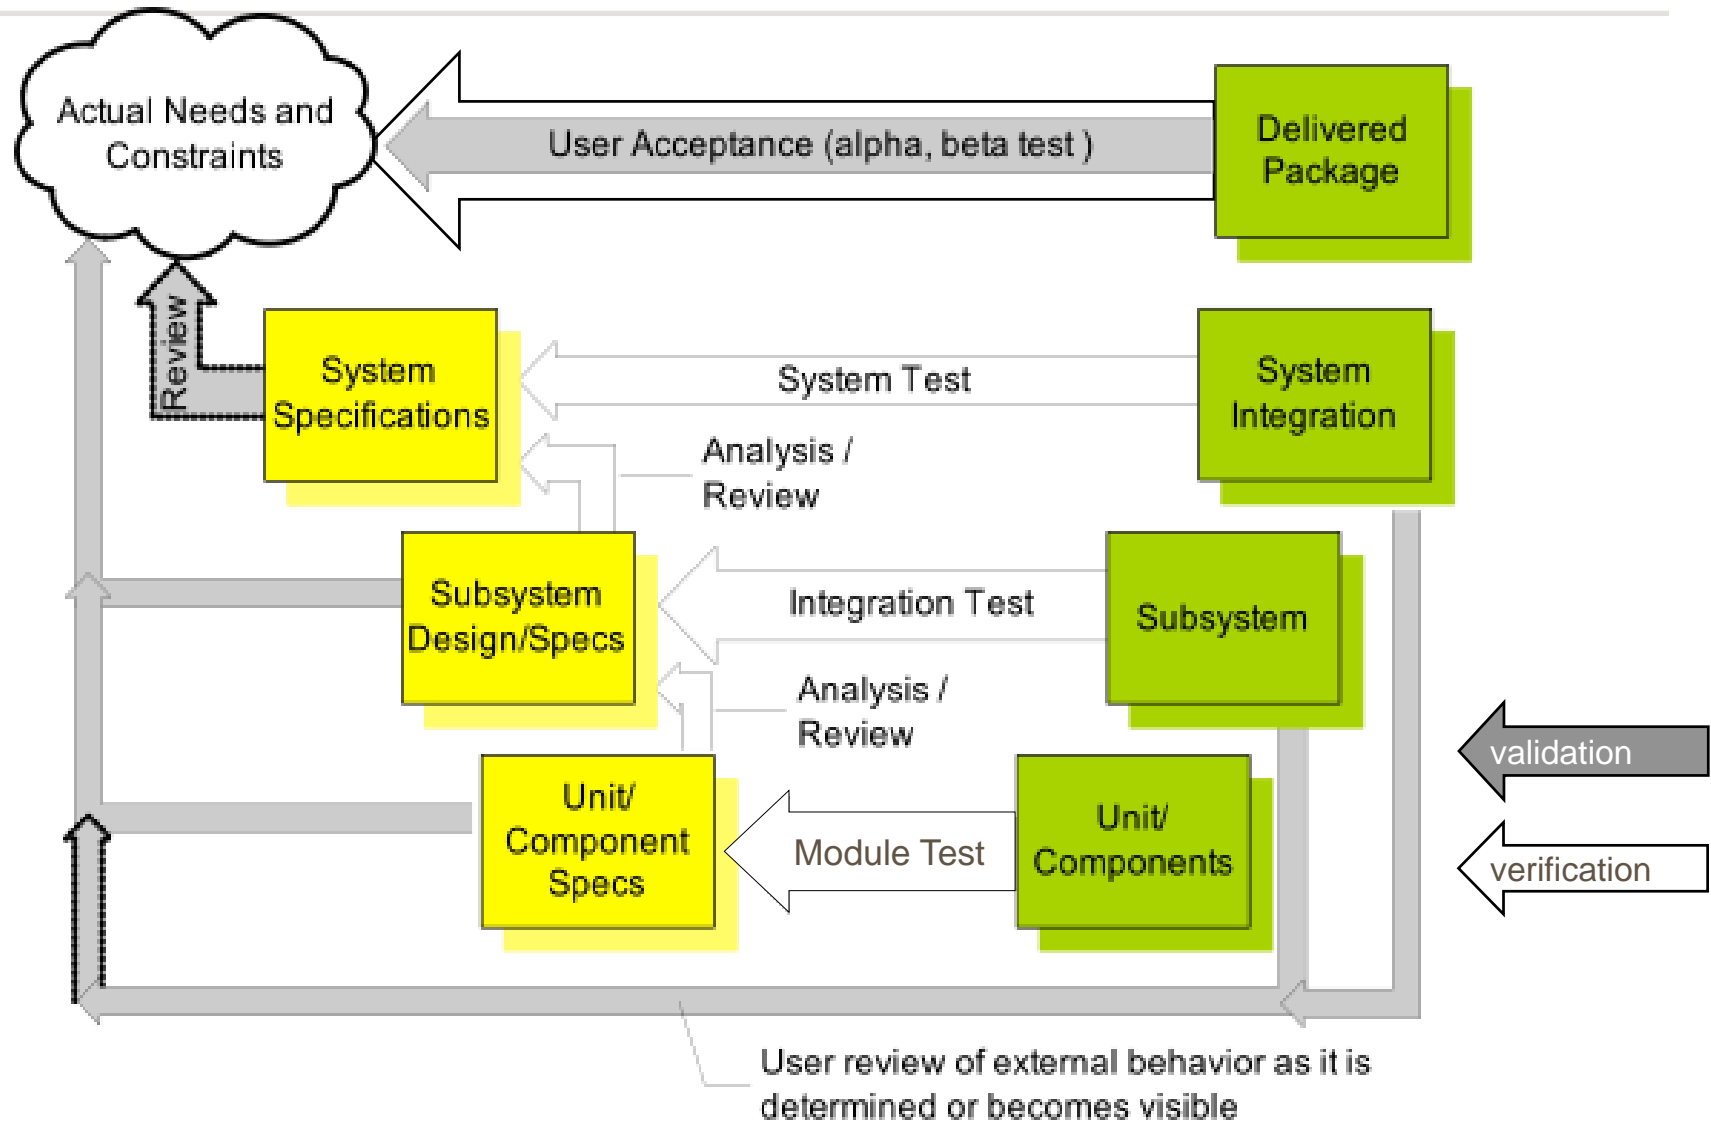 Actual Needs and
Constraints
User Acceptance (alpha, beta test )
Delivered
Package
Review
System
Specifications
System Test
System
Integration
Analysis /
Review
Subsystem
Design/Specs
Integration Test
Subsystem
Analysis /
Review
Unit/
Component
Specs
Module Test
Unit/
Components
validation
verification
User review of external behavior as it is
determined or becomes visible